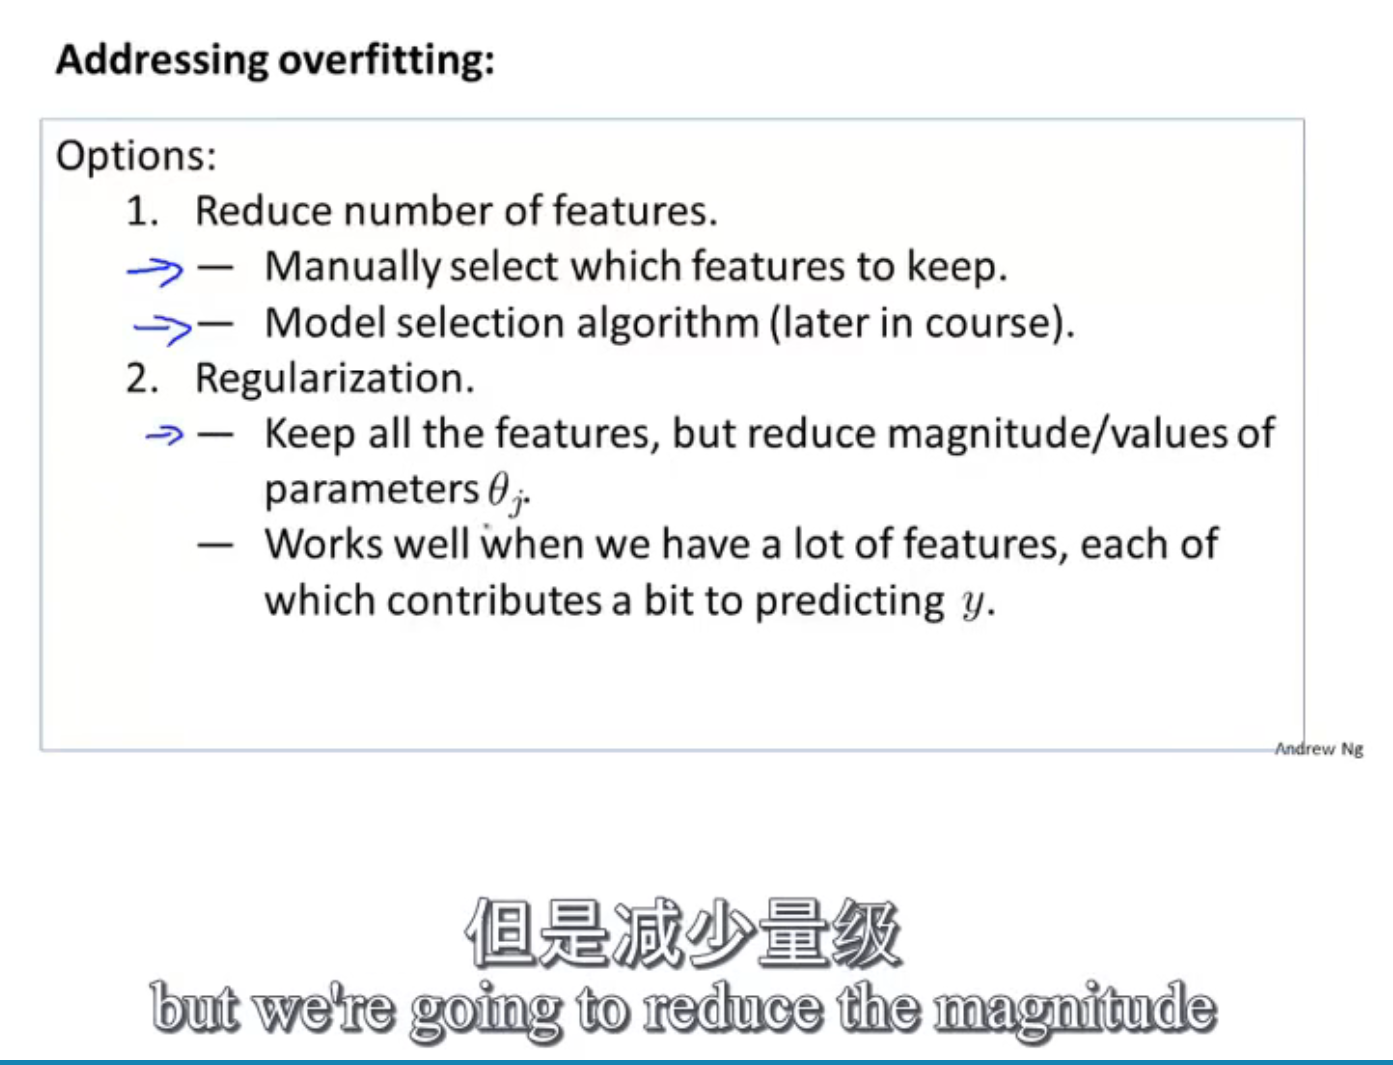 Addressing overfitting:
Options:
1. Reduce number of features.
— Manually select which features to keep.
— Model selection algorithm (later in course).
2. Regularization.
— Keep all the features, but reduce magnitude/values of
parameters θⱼ.
— Works well when we have a lot of features, each of
which contributes a bit to predicting y.
Andrew Ng
但是减少量级
but we're going to reduce the magnitude